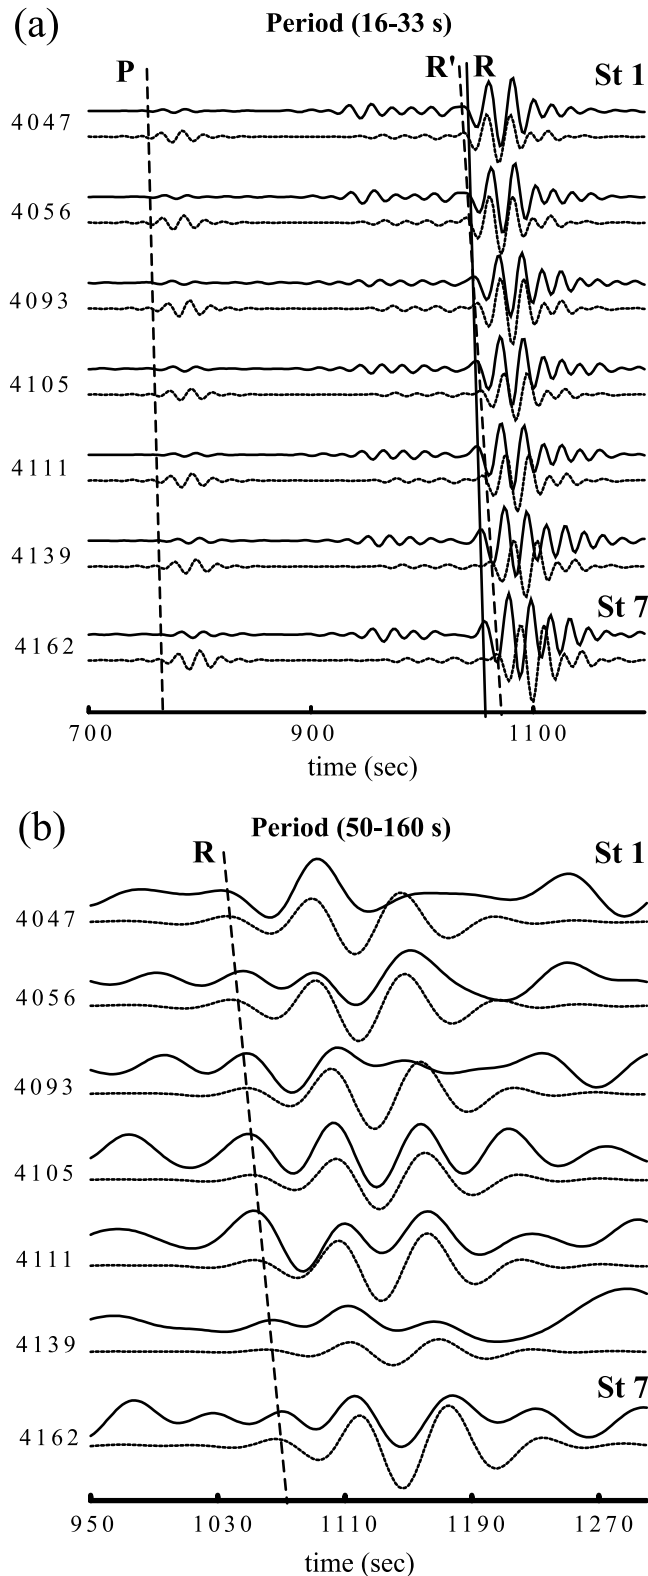 (a)
Period (16-33 s)
P
R' R
St 1
4047
4056
4093
4105
4111
4139
St 7
4162
700 900 1100
time (sec)
(b)
Period (50-160 s)
R
St 1
4047
4056
4093
4105
4111
4139
St 7
4162
950 1030 1110 1190 1270
time (sec)